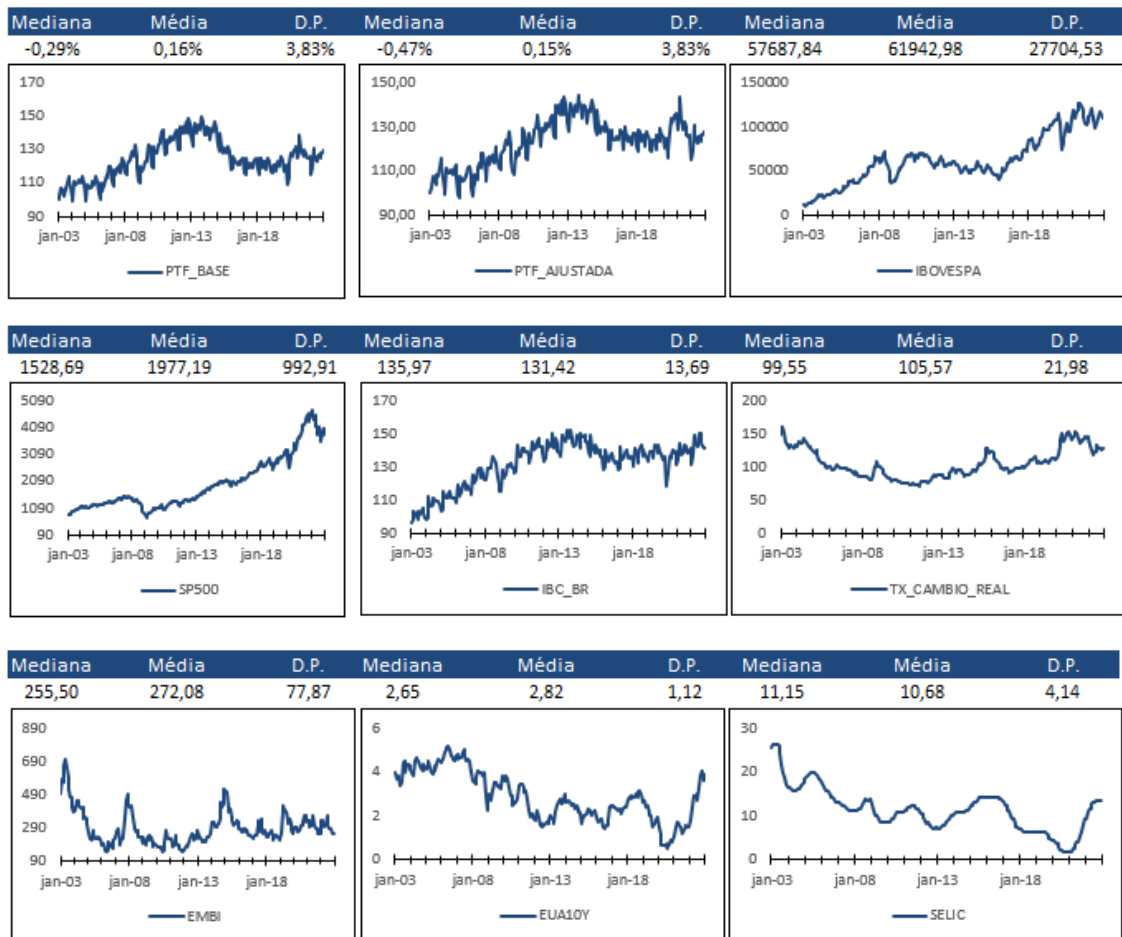 Mediana Média D.P. Mediana Média D.P. Mediana Média D.P.
-0,29% 0,16% 3,83% -0,47% 0,15% 3,83% 57687,84 61942,98 27704,53
170
150
130
110
90
jan-03 jan-08 jan-13 jan-18
PTF_BASE
150,00
130,00
110,00
90,00
jan-03 jan-08 jan-13 jan-18
PTF_AJUSTADA
150000
100000
50000
0
jan-03 jan-08 jan-13 jan-18
IBOVESPA
Mediana Média D.P. Mediana Média D.P. Mediana Média D.P.
1528,69 1977,19 992,91 135,97 131,42 13,69 99,55 105,57 21,98
5090
4090
3090
2090
1090
90
jan-03 jan-08 jan-13 jan-18
SP500
170
150
130
110
90
jan-03 jan-08 jan-13 jan-18
IBC_BR
200
150
100
50
0
jan-03 jan-08 jan-13 jan-18
TX_CAMBIO_REAL
Mediana Média D.P. Mediana Média D.P. Mediana Média D.P.
255,50 272,08 77,87 2,65 2,82 1,12 11,15 10,68 4,14
890
690
490
290
90
jan-03 jan-08 jan-13 jan-18
EMBI
6
4
2
0
jan-03 jan-08 jan-13 jan-18
EUA10Y
30
20
10
0
jan-03 jan-08 jan-13 jan-18
SELIC